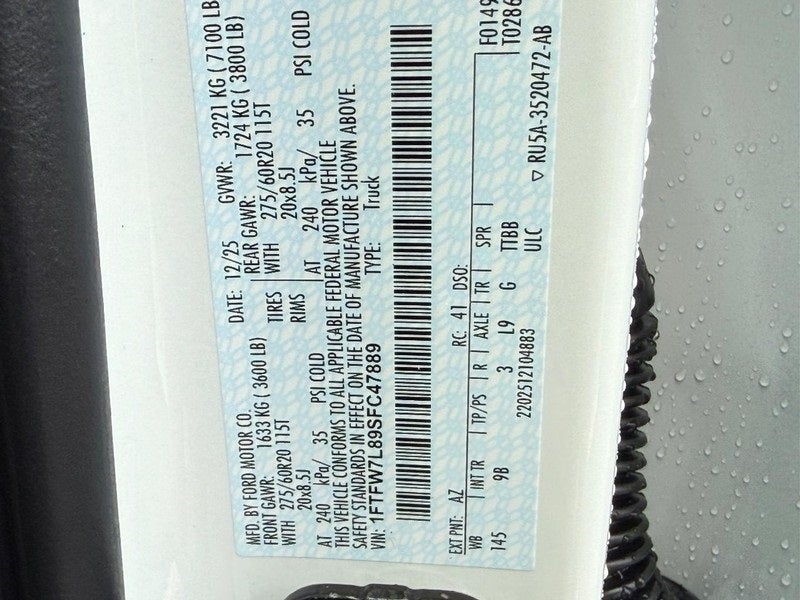 MFD. BY FORD MOTOR CO. DATE: 12/25 GVWR: 3221 KG ( 7100 LB)
FRONT GAWR: 1633 KG (3600 LB) REAR GAWR: 1724 KG ( 3800 LB)
WITH 275/60R20 115T TIRES WITH 275/60R20 115T
20x8.5J RIMS 20x8.5J
AT 240 kPa/ 35 PSI COLD AT 240 kPa/ 35 PSI COLD
THIS VEHICLE CONFORMS TO ALL APPLICABLE FEDERAL MOTOR VEHICLE
SAFETY STANDARDS IN EFFECT ON THE DATE OF MANUFACTURE SHOWN ABOVE.
VIN: 1FTFW7L89SFC47889 TYPE: Truck
F0149
T0286
EXT PNT: AZ RC: 41 DSO:
WB INT TR TP/PS R AXLE TR SPR
145 9B 3 L9 G TTBB
2202512104883 ULC
▽ RU5A-3520472-AB